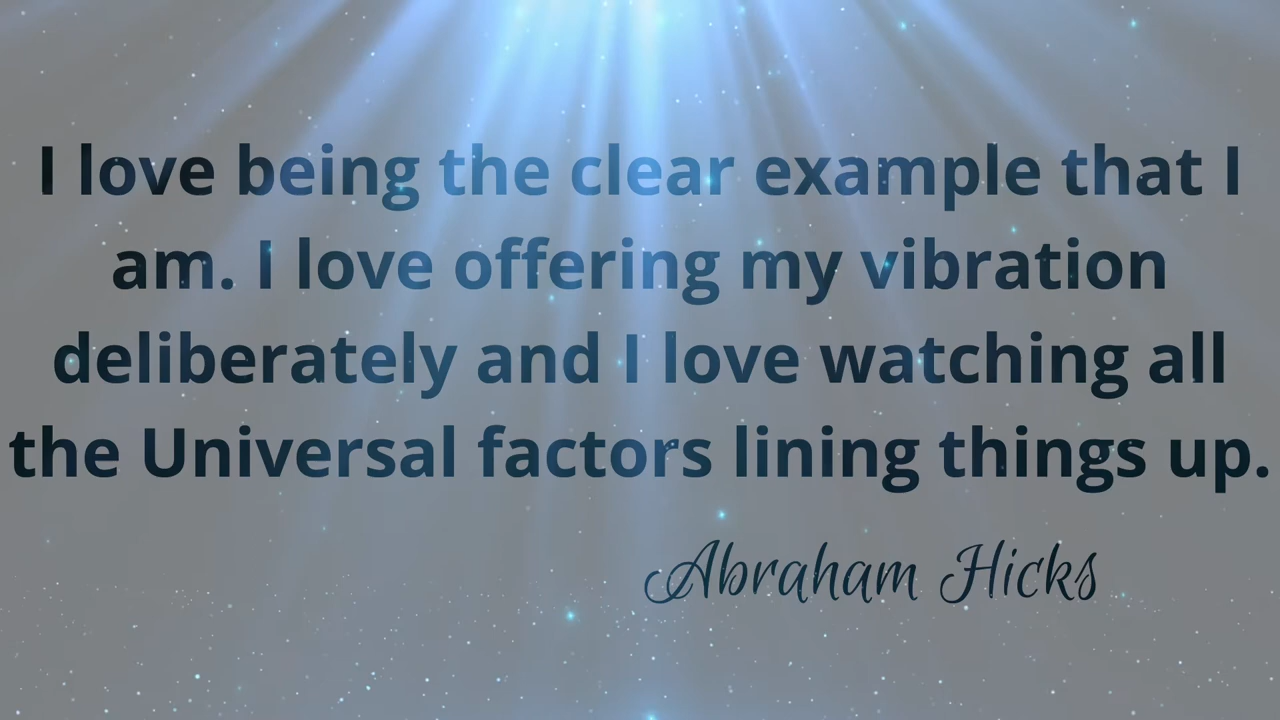 I love being the clear example that I
am. I love offering my vibration
deliberately and I love watching all
the Universal factors lining things up.
Abraham Hicks